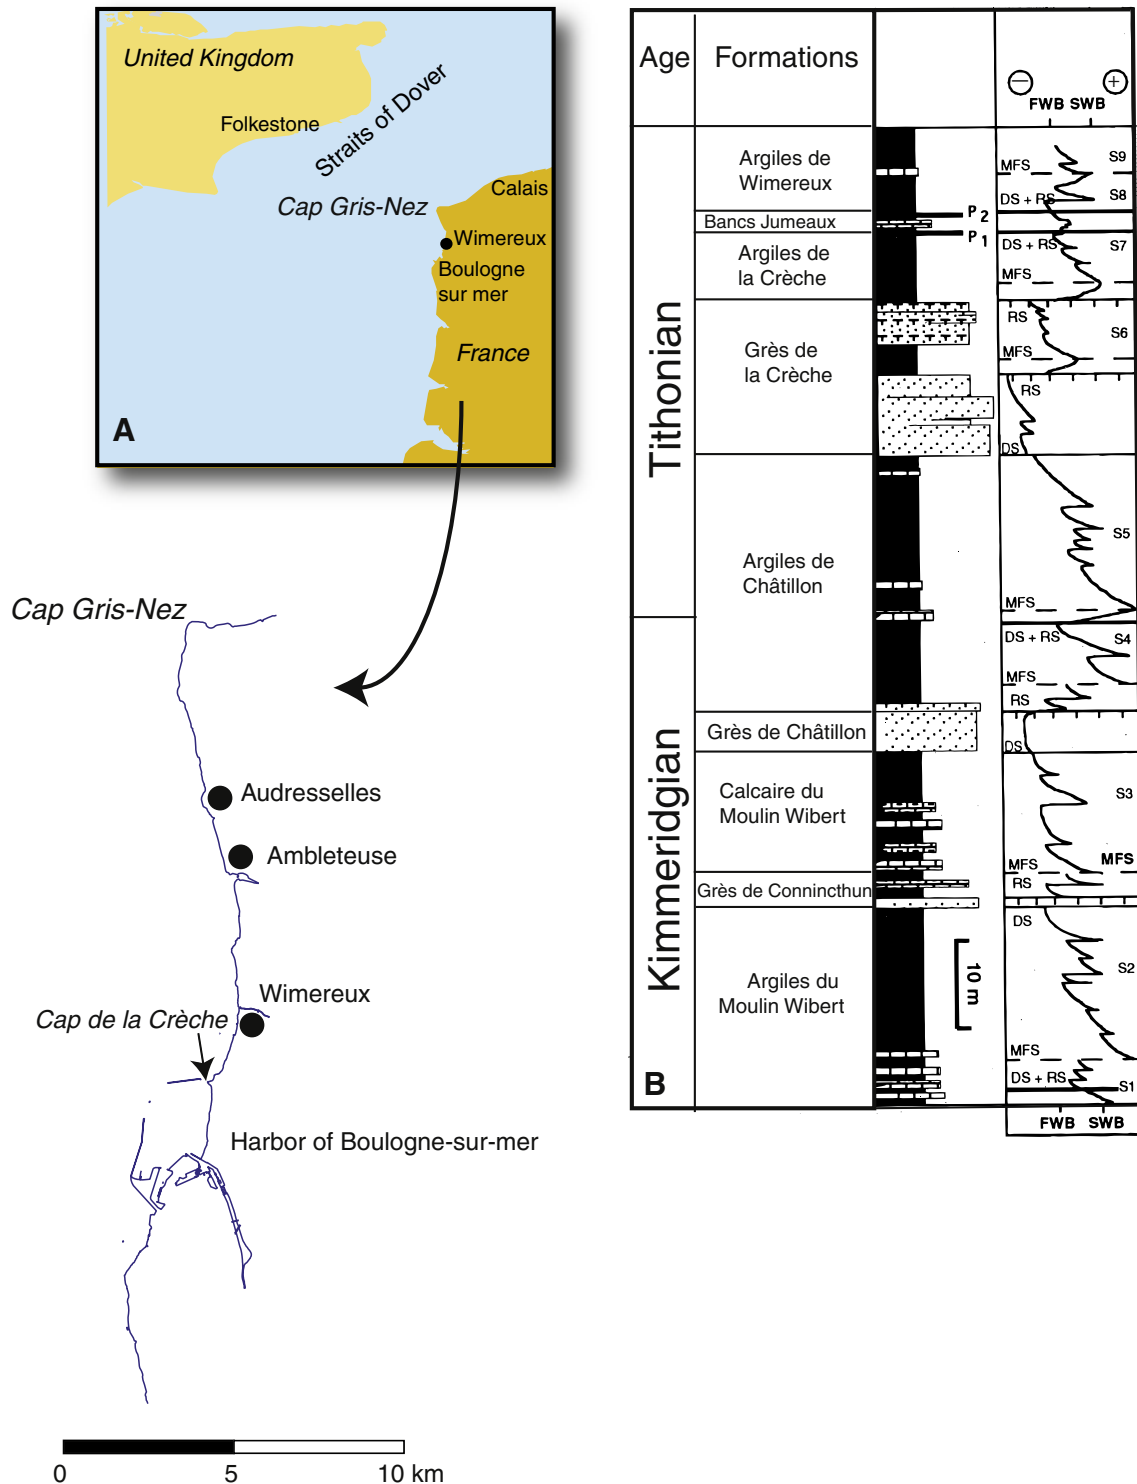 United Kingdom
Folkestone
Straits of Dover
Calais
Cap Gris-Nez
Wimereux
Boulogne
sur mer
France
A
Cap Gris-Nez
Audresselles
Ambleteuse
Wimereux
Cap de la Crèche
Harbor of Boulogne-sur-mer
0 5 10 km
Age Formations
− +
FWB SWB
Tithonian
Kimmeridgian
Argiles de
Wimereux
Bancs Jumeaux
Argiles de
la Crèche
Grès de
la Crèche
Argiles de
Châtillon
Grès de Châtillon
Calcaire du
Moulin Wibert
Grès de Connincthun
Argiles du
Moulin Wibert
B
P2
P1
10 m
S9
MFS
DS + RS S8
DS + RS S7
MFS
RS
S6
MFS
RS
DS
S5
MFS
DS + RS S4
MFS
RS
DS
S3
MFS MFS
RS
DS
S2
MFS
DS + RS
S1
FWB SWB